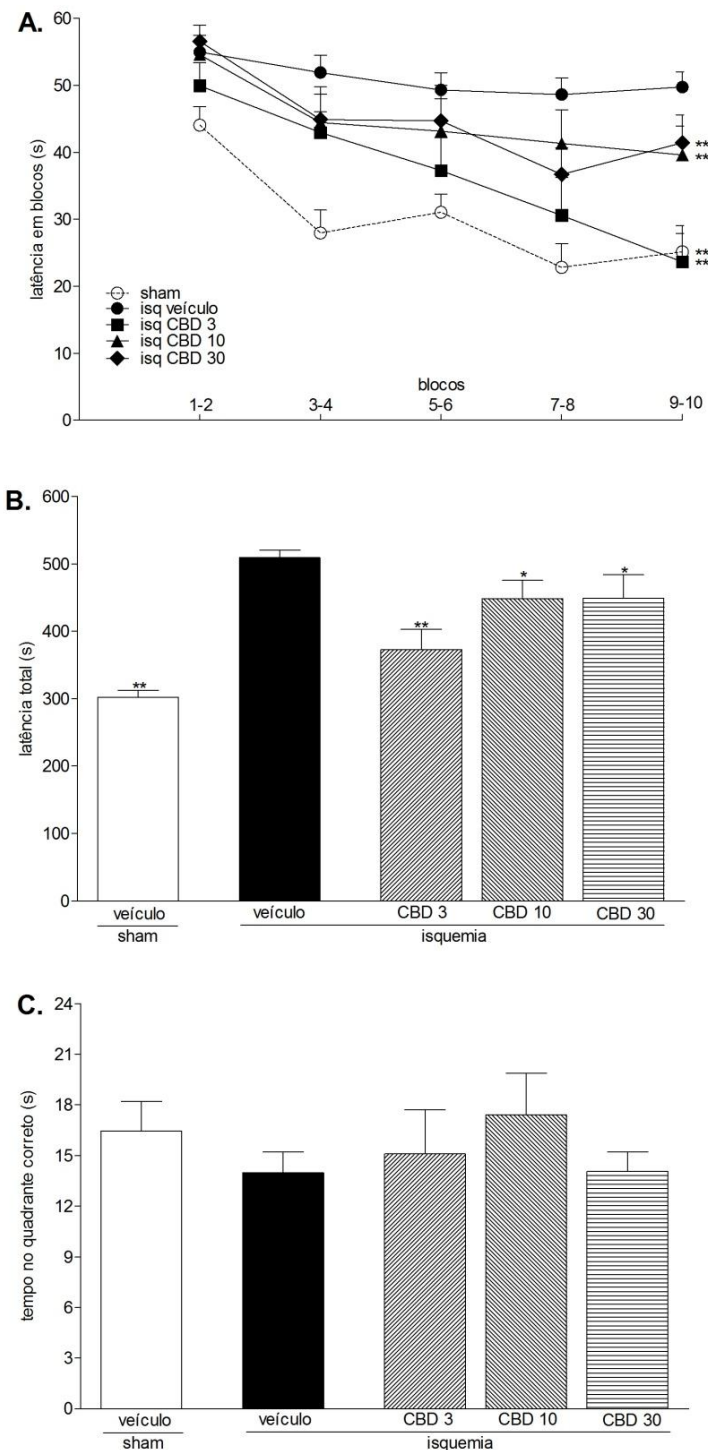 A.
60
50
40
30
20
10
0
latência em blocos (s)
**
**
**
**
sham
isq veículo
isq CBD 3
isq CBD 10
isq CBD 30
blocos
1-2 3-4 5-6 7-8 9-10
B.
600
500
400
300
200
100
0
latência total (s)
** ** * *
veículo veículo CBD 3 CBD 10 CBD 30
sham isquemia
C.
24
21
18
15
12
9
6
3
0
tempo no quadrante correto (s)
veículo veículo CBD 3 CBD 10 CBD 30
sham isquemia